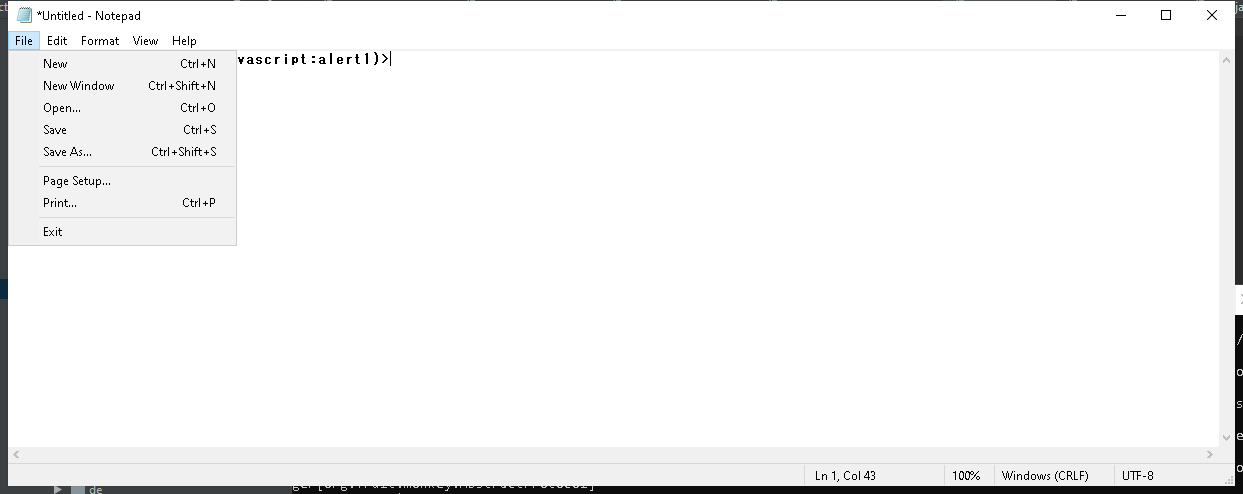 *Untitled - Notepad
File Edit Format View Help
vascript:alert1)>
New Ctrl+N
New Window Ctrl+Shift+N
Open... Ctrl+O
Save Ctrl+S
Save As... Ctrl+Shift+S
Page Setup...
Print... Ctrl+P
Exit
Ln 1, Col 43 100% Windows (CRLF) UTF-8
de